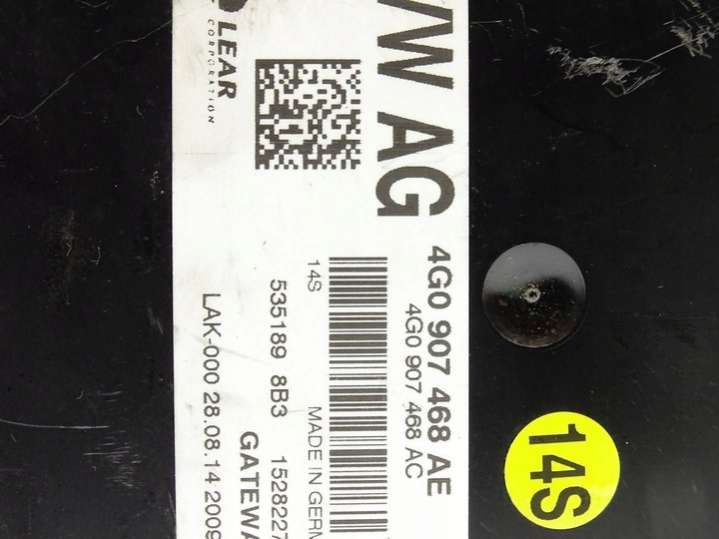 VW AG
4G0 907 468 AE
4G0 907 468 AC
14S MADE IN GERM
535189 8B3 1528227
GATEWA
LAK-000 28.08.14 2009
LEAR
CORPORATION
14S